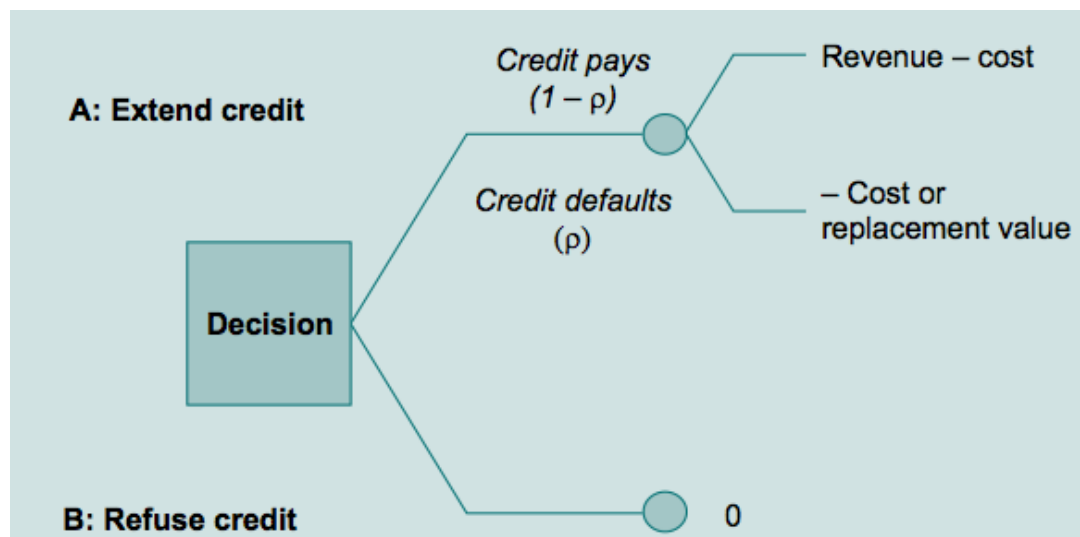 Credit pays
(1 – ρ)
Revenue – cost
A: Extend credit
Credit defaults
(ρ)
– Cost or
replacement value
Decision
B: Refuse credit
0